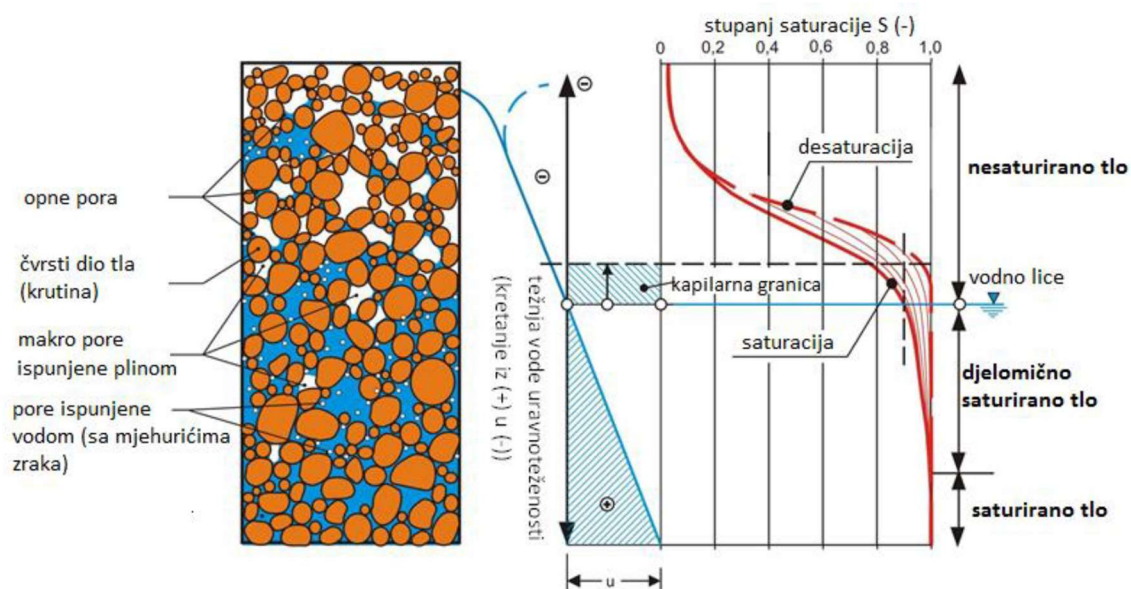 stupanj saturacije S (-)
0 0,2 0,4 0,6 0,8 1,0
opne pora
čvrsti dio tla
(krutina)
makro pore
ispunjene plinom
pore ispunjene
vodom (sa mjehurićima
zraka)
težnja vode uravnoteženosti
(kretanje iz (+) u (-))
u
desaturacija
kapilarna granica
saturacija
nesaturirano tlo
vodno lice
djelomično
saturirano tlo
saturirano tlo